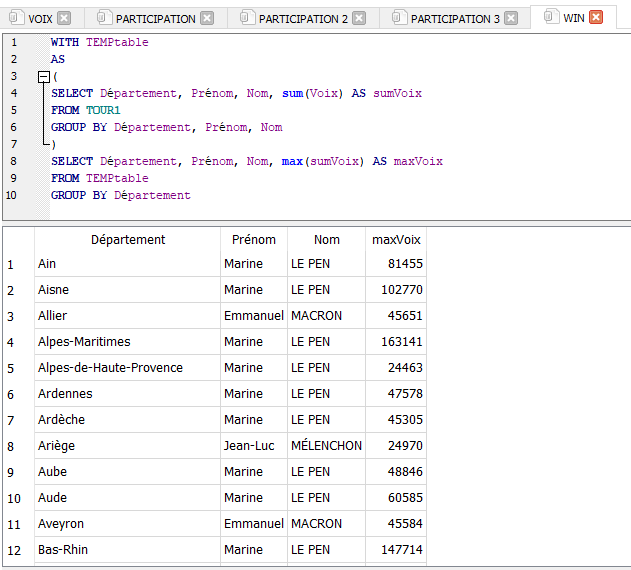 VOIX PARTICIPATION PARTICIPATION 2 PARTICIPATION 3 WIN
1 WITH TEMPtable
2 AS
3 (
4 SELECT Département, Prénom, Nom, sum(Voix) AS sumVoix
5 FROM TOUR1
6 GROUP BY Département, Prénom, Nom
7 )
8 SELECT Département, Prénom, Nom, max(sumVoix) AS maxVoix
9 FROM TEMPtable
10 GROUP BY Département
Département Prénom Nom maxVoix
1 Ain Marine LE PEN 81455
2 Aisne Marine LE PEN 102770
3 Allier Emmanuel MACRON 45651
4 Alpes-Maritimes Marine LE PEN 163141
5 Alpes-de-Haute-Provence Marine LE PEN 24463
6 Ardennes Marine LE PEN 47578
7 Ardèche Marine LE PEN 45305
8 Ariège Jean-Luc MÉLENCHON 24970
9 Aube Marine LE PEN 48846
10 Aude Marine LE PEN 60585
11 Aveyron Emmanuel MACRON 45584
12 Bas-Rhin Marine LE PEN 147714